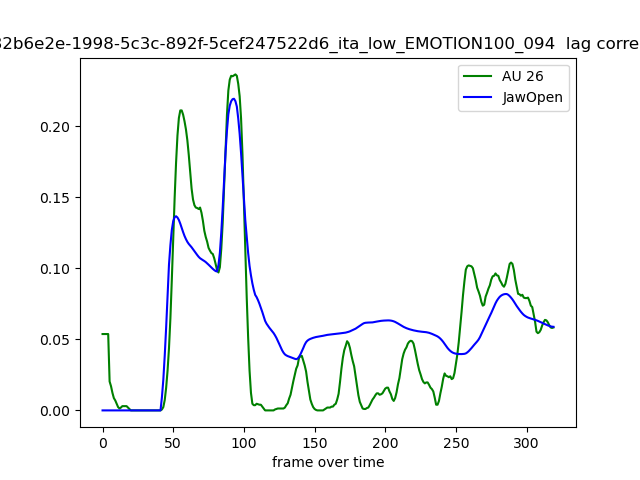 32b6e2e-1998-5c3c-892f-5cef247522d6_ita_low_EMOTION100_094 lag corre
AU 26
JawOpen
0.20
0.15
0.10
0.05
0.00
0 50 100 150 200 250 300
frame over time